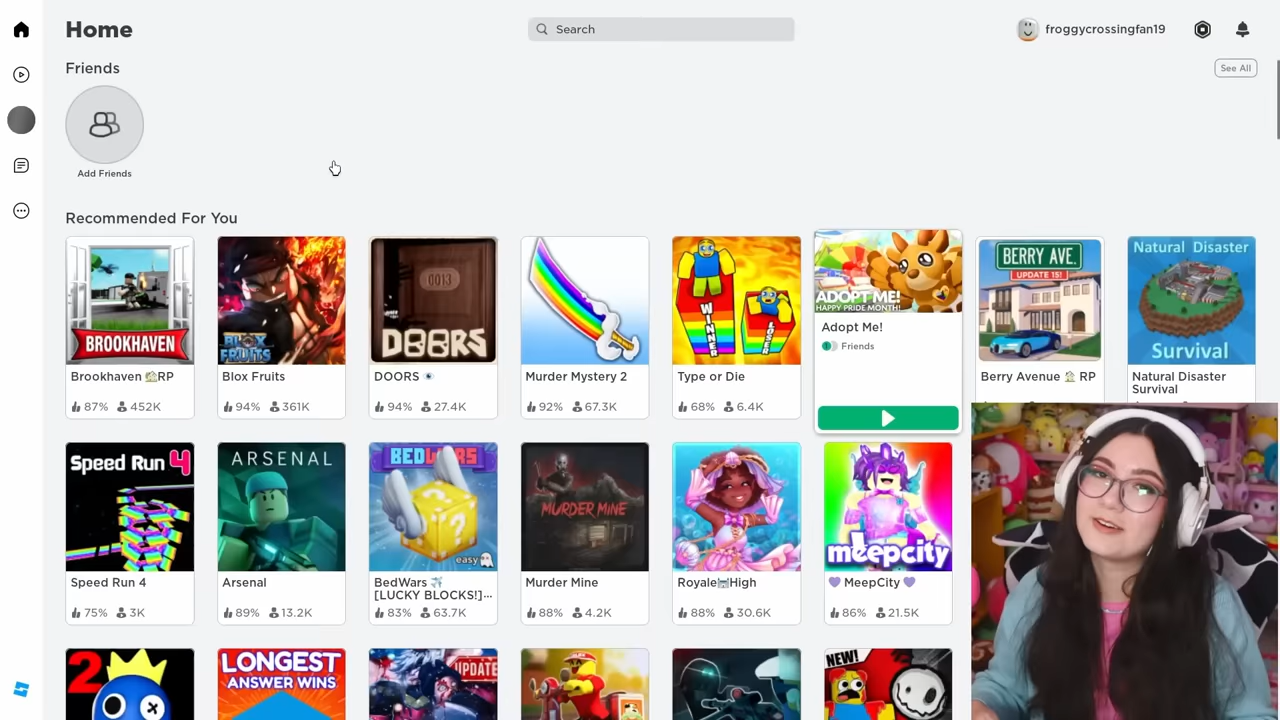 Home
Search
froggycrossingfan19
Friends
See All
Add Friends
Recommended For You
BROOKHAVEN
BLOX
FRUITS
0013
DOORS
WINNER
LOSER
ADOPT ME!
HAPPY PRIDE MONTH!
BERRY AVE.
UPDATE 15!
Natural Disaster
Survival
Brookhaven RP
87% 452K
Blox Fruits
94% 361K
DOORS
94% 27.4K
Murder Mystery 2
92% 67.3K
Type or Die
68% 6.4K
Adopt Me!
Friends
Berry Avenue RP
Natural Disaster
Survival
Speed Run 4
ARSENAL
BEDWARS
easy
MURDER MINE
meepcity
Speed Run 4
75% 3K
Arsenal
89% 13.2K
BedWars
[LUCKY BLOCKS!]...
83% 63.7K
Murder Mine
88% 4.2K
Royale High
88% 30.6K
MeepCity
86% 21.5K
2
LONGEST
ANSWER WINS
UPDATE
NEW!